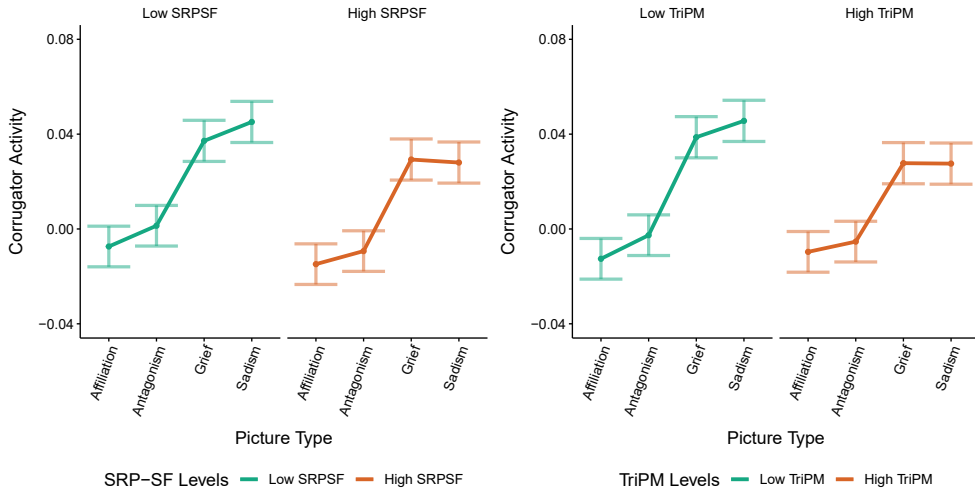 Low SRPSF
High SRPSF
Corrugator Activity
0.08
0.04
0.00
−0.04
Affiliation
Antagonism
Grief
Sadism
Affiliation
Antagonism
Grief
Sadism
Picture Type
SRP−SF Levels
Low SRPSF
High SRPSF
Low TriPM
High TriPM
Corrugator Activity
0.08
0.04
0.00
−0.04
Affiliation
Antagonism
Grief
Sadism
Affiliation
Antagonism
Grief
Sadism
Picture Type
TriPM Levels
Low TriPM
High TriPM